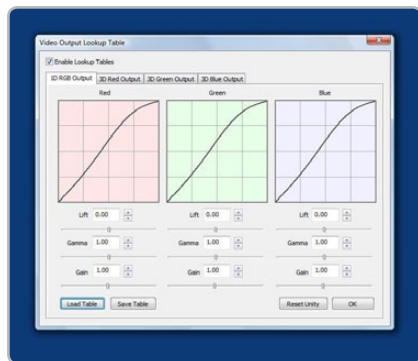 Video Output Lookup Table
Enable Lookup Tables
1D RGB Output 3D Red Output 3D Green Output 3D Blue Output
Red Green Blue
Lift 0.00 Lift 0.00 Lift 0.00
Gamma 1.00 Gamma 1.00 Gamma 1.00
Gain 1.00 Gain 1.00 Gain 1.00
Load Table Save Table Reset Unity OK